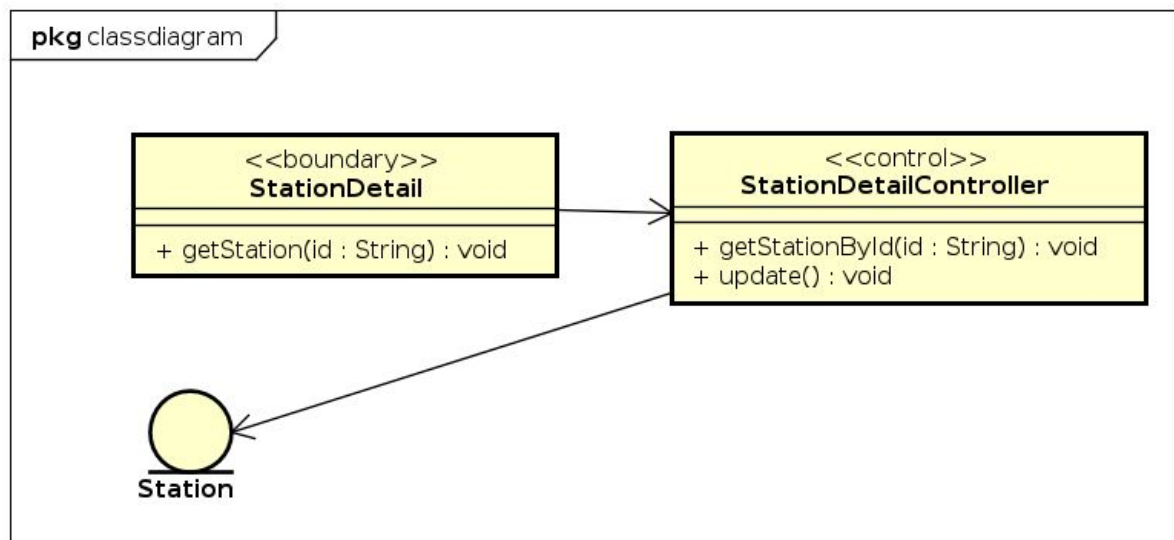 pkg classdiagram
<<boundary>>
StationDetail
+ getStation(id : String) : void
<<control>>
StationDetailController
+ getStationById(id : String) : void
+ update() : void
Station